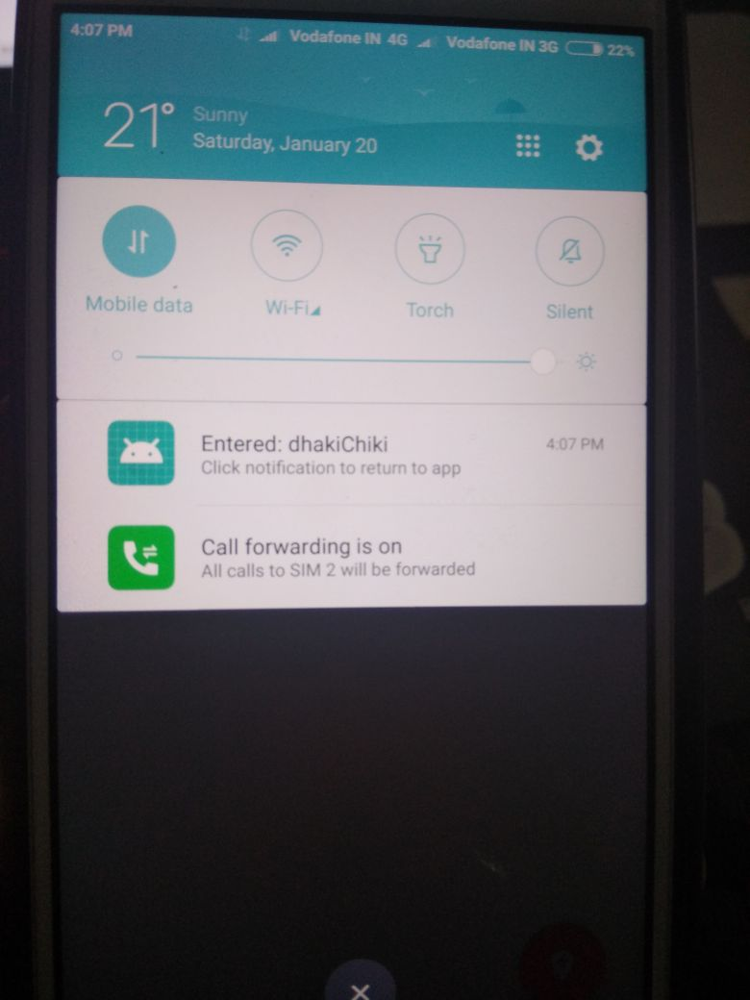 4:07 PM Vodafone IN 4G Vodafone IN 3G 22%
21° Sunny
Saturday, January 20
Mobile data Wi-Fi Torch Silent
Entered: dhakiChiki 4:07 PM
Click notification to return to app
Call forwarding is on
All calls to SIM 2 will be forwarded